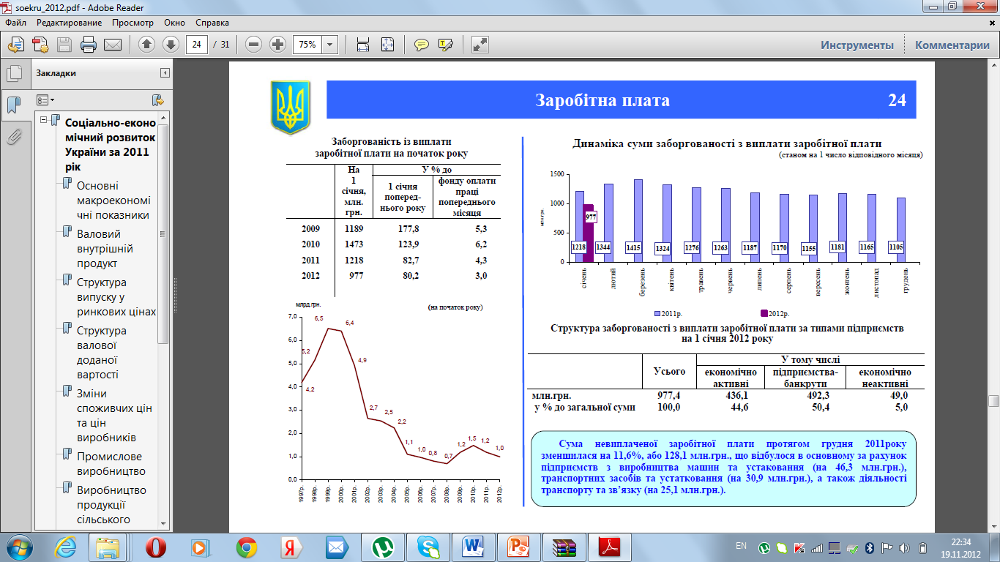 soekru_2012.pdf - Adobe Reader
Файл Редактирование Просмотр Окно Справка
24 / 31 75% Инструменты Комментарии
Закладки
Соціально-еконо
мічний розвиток
України за 2011
рік
Основні
макроекономі
чні показники
Валовий
внутрішній
продукт
Структура
випуску у
ринкових цінах
Структура
валової
доданої
вартості
Зміни
споживчих цін
та цін
виробників
Промислове
виробництво
Виробництво
продукції
сільського
Заробітна плата 24
Заборгованість із виплати
заробітної плати на початок року
На
1
січня,
млн.
грн.
У % до
1 січня
поперед-
нього року
фонду оплати
праці
попереднього
місяця
2009 1189 177,8 5,3
2010 1473 123,9 6,2
2011 1218 82,7 4,3
2012 977 80,2 3,0
млрд.грн.
(на початок року)
7,0
6,0
5,0
4,0
3,0
2,0
1,0
0,0
4,2
5,2
6,5
6,4
4,9
2,7
2,5
2,2
1,1
1,0
0,8
0,7
1,2
1,5
1,2
1,0
1997р.
1998р.
1999р.
2000р.
2001р.
2002р.
2003р.
2004р.
2005р.
2006р.
2007р.
2008р.
2009р.
2010р.
2011р.
2012р.
Динаміка суми заборгованості з виплати заробітної плати
(станом на 1 число відповідного місяця)
млн.грн.
1500
1000
500
0
977
1218 1344 1415 1324 1276 1263 1187 1170 1155 1181 1165 1105
січень
лютий
березень
квітень
травень
червень
липень
серпень
вересень
жовтень
листопад
грудень
2011р. 2012р.
Структура заборгованості з виплати заробітної плати за типами підприємств
на 1 січня 2012 року
Усього
У тому числі
економічно
активні
підприємства-
банкрути
економічно
неактивні
млн.грн. 977,4 436,1 492,3 49,0
у % до загальної суми 100,0 44,6 50,4 5,0
Сума невиплаченої заробітної плати протягом грудня 2011року
зменшилася на 11,6%, або 128,1 млн.грн., що відбулося в основному за рахунок
підприємств з виробництва машин та устаковання (на 46,3 млн.грн.),
транспортних засобів та устатковання (на 30,9 млн.грн.), а також діяльності
транспорту та зв’язку (на 25,1 млн.грн.).
EN
22:34
19.11.2012